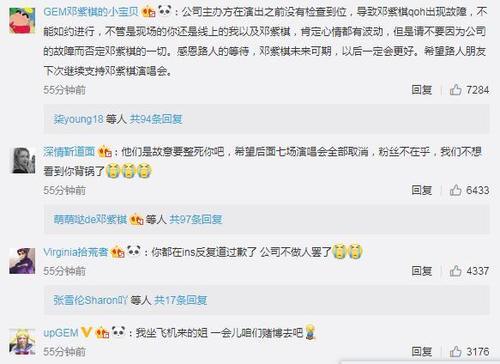 GEM邓紫棋的小宝贝：公司主办方在演出之前没有检查到位，导致邓紫棋qoh出现故障，不
能如约进行，不管是现场的你还是线上的我以及邓紫棋，肯定心情都有波动，但是请不要因为公司
的故障而否定邓紫棋的一切。感恩路人的等待，邓紫棋未来可期，以后一定会更好。希望路人朋友
下次继续支持邓紫棋演唱会。
55分钟前 回复 7284
柒young18 等人 共94条回复
深情斩道面：他们是故意要整死你吧，希望后面七场演唱会全部取消，粉丝不在乎，我们不想
看到你背锅了
55分钟前 回复 6433
萌萌哒de邓紫棋 等人 共97条回复
Virginia拾荒者：你都在ins反复道过歉了 公司不做人罢了
55分钟前 回复 4337
张雪伦Sharon吖 等人 共17条回复
upGEM：我坐飞机来的姐 一会儿咱们赌博去吧
55分钟前 回复 3176